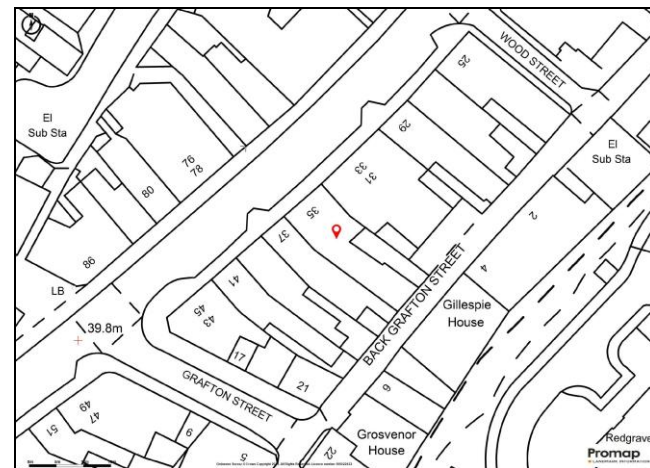 WOOD STREET
25
El
Sub Sta
29
El
Sub Sta
76
78
33
31
80
2
35
37
86
4
LB
41
BACK GRAFTON STREET
Gillespie
House
45
43
39.8m
17
GRAFTON STREET
21
6
49
47
51
9
Grosvenor
House
5
22
Redgrave
Promap